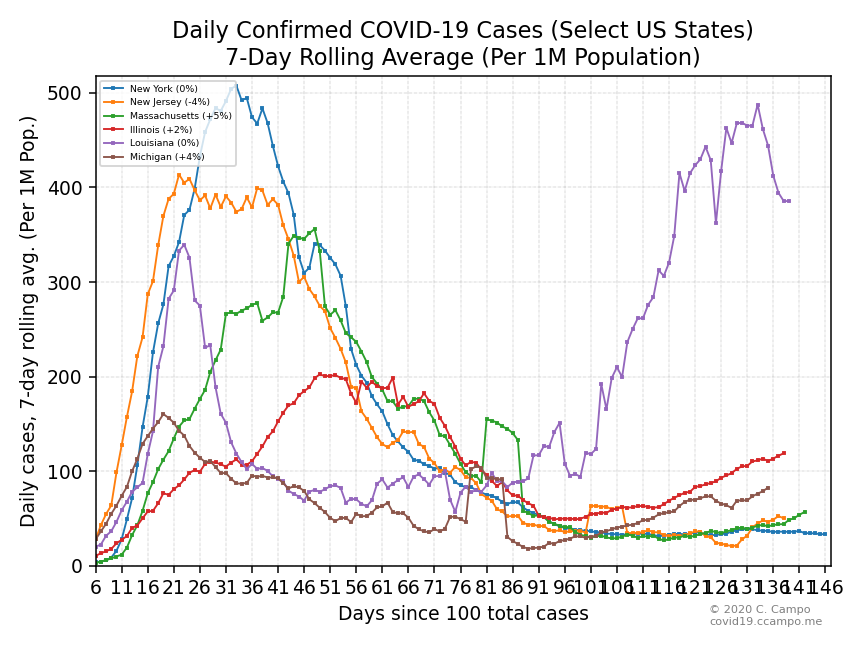 Daily Confirmed COVID-19 Cases (Select US States)
7-Day Rolling Average (Per 1M Population)
Daily cases, 7-day rolling avg. (Per 1M Pop.)
500
400
300
200
100
0
New York (0%)
New Jersey (-4%)
Massachusetts (+5%)
Illinois (+2%)
Louisiana (0%)
Michigan (+4%)
6 11 16 21 26 31 36 41 46 51 56 61 66 71 76 81 86 91 96 101 106 111 116 121 126 131 136 141 146
Days since 100 total cases
© 2020 C. Campo
covid19.ccampo.me